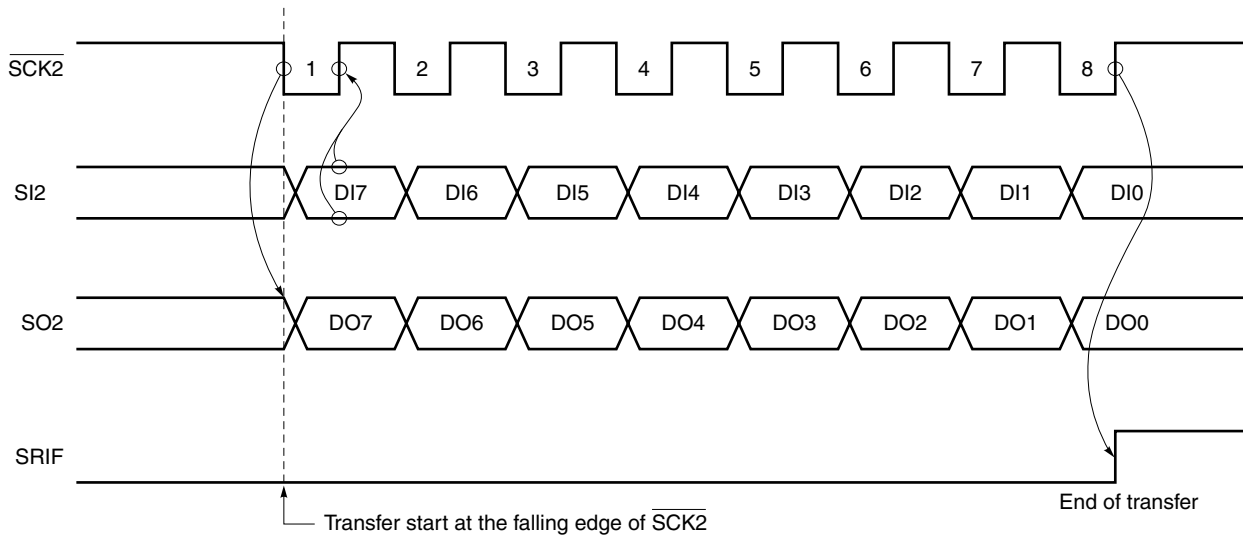 SCK2 1 2 3 4 5 6 7 8
SI2 DI7 DI6 DI5 DI4 DI3 DI2 DI1 DI0
SO2 DO7 DO6 DO5 DO4 DO3 DO2 DO1 DO0
SRIF
End of transfer
Transfer start at the falling edge of SCK2